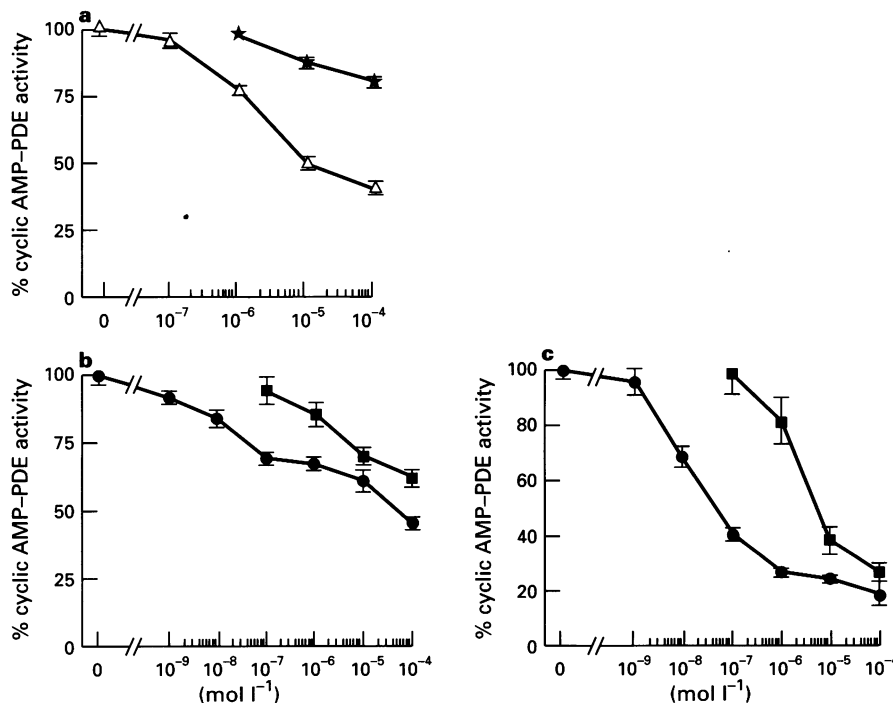 a
% cyclic AMP–PDE activity
100
75
50
25
0
0 10⁻⁷ 10⁻⁶ 10⁻⁵ 10⁻⁴
b
% cyclic AMP–PDE activity
100
75
50
25
0
0 10⁻⁹ 10⁻⁸ 10⁻⁷ 10⁻⁶ 10⁻⁵ 10⁻⁴
(mol l⁻¹)
c
% cyclic AMP–PDE activity
100
80
60
40
20
0
0 10⁻⁹ 10⁻⁸ 10⁻⁷ 10⁻⁶ 10⁻⁵
(mol l⁻¹)